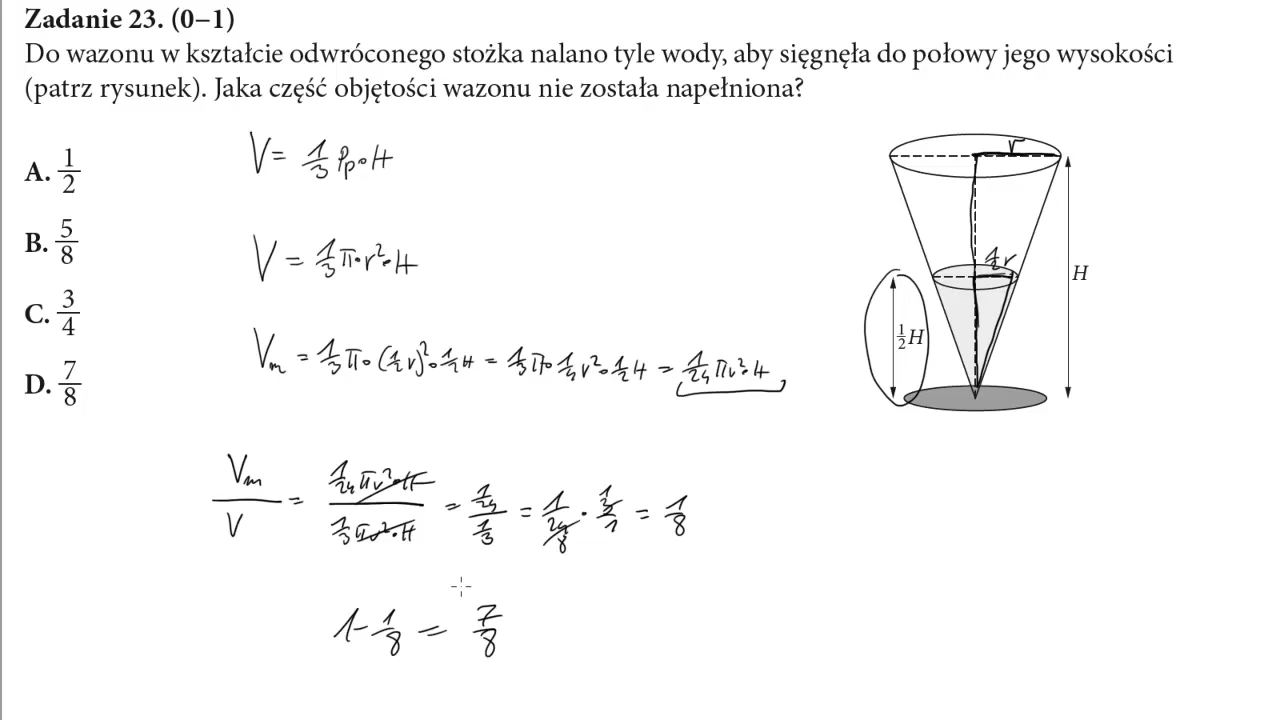 Zadanie 23. (0–1)
Do wazonu w kształcie odwróconego stożka nalano tyle wody, aby sięgnęła do połowy jego wysokości
(patrz rysunek). Jaka część objętości wazonu nie została napełniona?
A. 1/2
B. 5/8
C. 3/4
D. 7/8
V = 1/3 Pp · H
V = 1/3 π · r² · H
Vm = 1/3 π · (1/2 r)² · 1/2 H = 1/3 π · 1/4 r² · 1/2 H = 1/24 π r² · H
Vm/V = (1/24 π r² · H)/(1/3 π r² · H) = (1/24)/(1/3) = 1/24 · 3/1 = 1/8
8
1 - 1/8 = 7/8
r
1/2 r
H
1/2 H